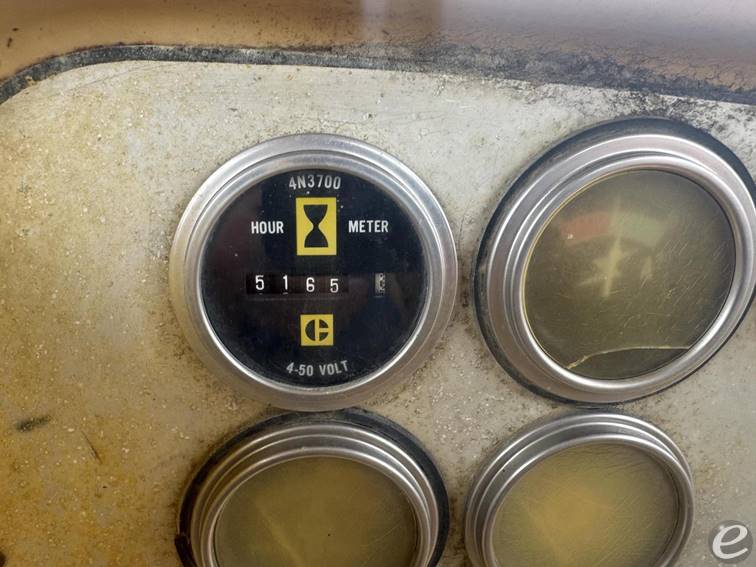 4N3700
HOUR METER
5165
4-50 VOLT
e